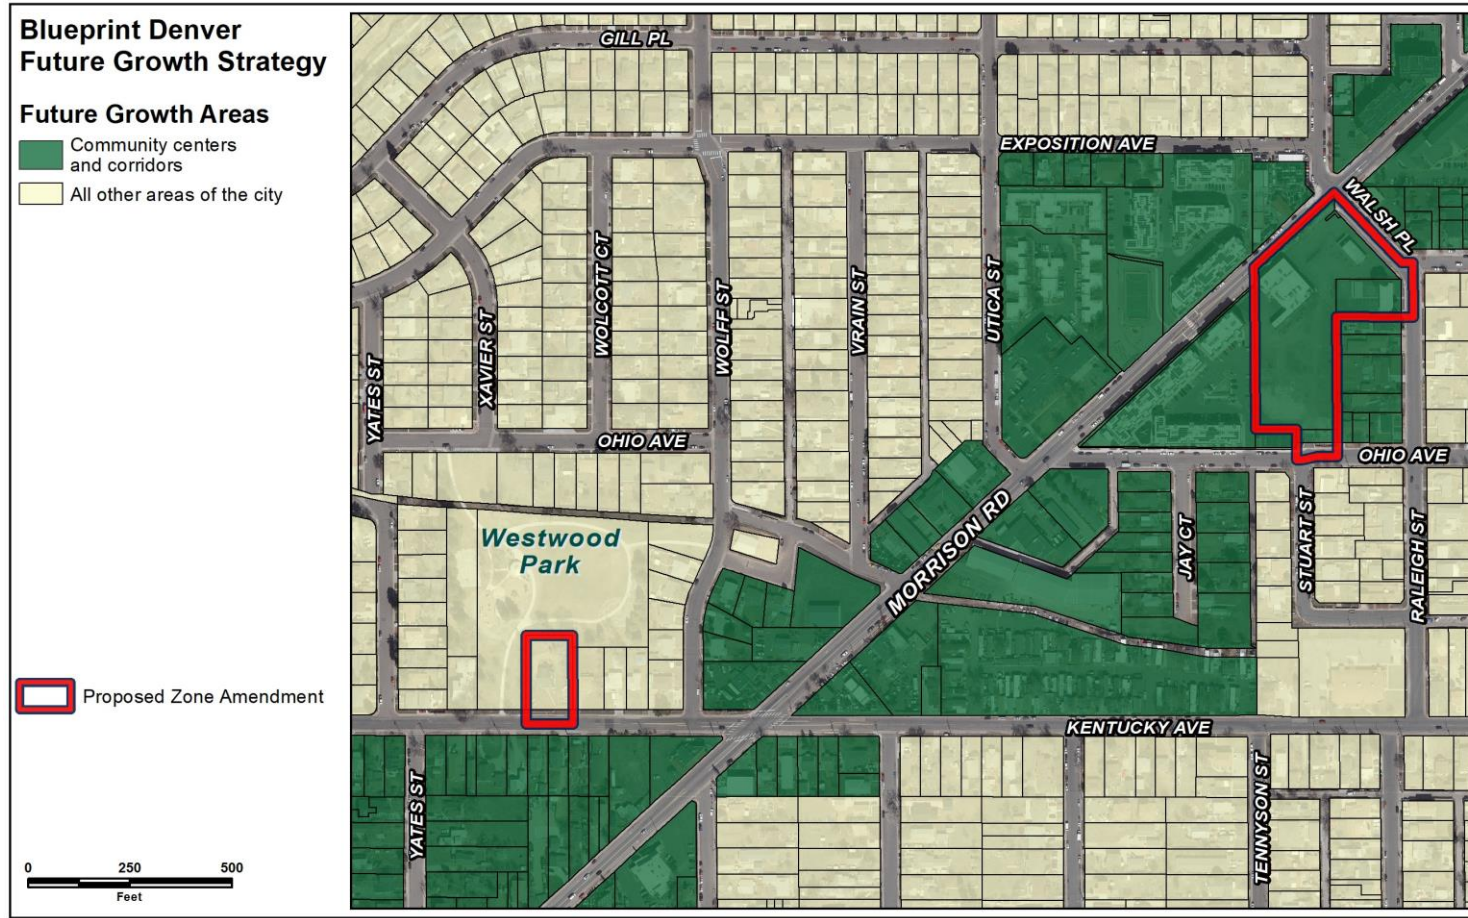 Blueprint Denver
Future Growth Strategy
Future Growth Areas
Community centers
and corridors
All other areas of the city
Proposed Zone Amendment
0 250 500
Feet
GILL PL
EXPOSITION AVE
WALSH PL
WOLCOTT CT
WOLFF ST
VRAIN ST
UTICA ST
XAVIER ST
YATES ST
OHIO AVE
OHIO AVE
Westwood
Park
MORRISON RD
JAY CT
STUART ST
RALEIGH ST
KENTUCKY AVE
YATES ST
TENNYSON ST